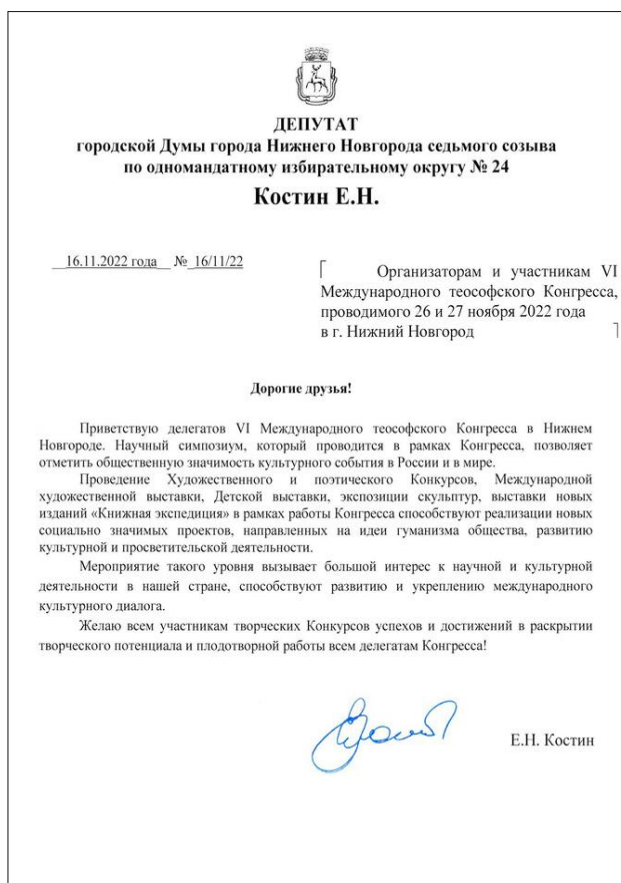 ДЕПУТАТ
городской Думы города Нижнего Новгорода седьмого созыва
по одномандатному избирательному округу № 24
Костин Е.Н.
16.11.2022 года № 16/11/22
Организаторам и участникам VI
Международного теософского Конгресса,
проводимого 26 и 27 ноября 2022 года
в г. Нижний Новгород
Дорогие друзья!
Приветствую делегатов VI Международного теософского Конгресса в Нижнем
Новгороде. Научный симпозиум, который проводится в рамках Конгресса, позволяет
отметить общественную значимость культурного события в России и в мире.
Проведение Художественного и поэтического Конкурсов, Международной
художественной выставки, Детской выставки, экспозиции скульптур, выставки новых
изданий «Книжная экспедиция» в рамках работы Конгресса способствуют реализации новых
социально значимых проектов, направленных на идеи гуманизма общества, развитию
культурной и просветительской деятельности.
Мероприятие такого уровня вызывает большой интерес к научной и культурной
деятельности в нашей стране, способствуют развитию и укреплению международного
культурного диалога.
Желаю всем участникам творческих Конкурсов успехов и достижений в раскрытии
творческого потенциала и плодотворной работы всем делегатам Конгресса!
Е.Н. Костин